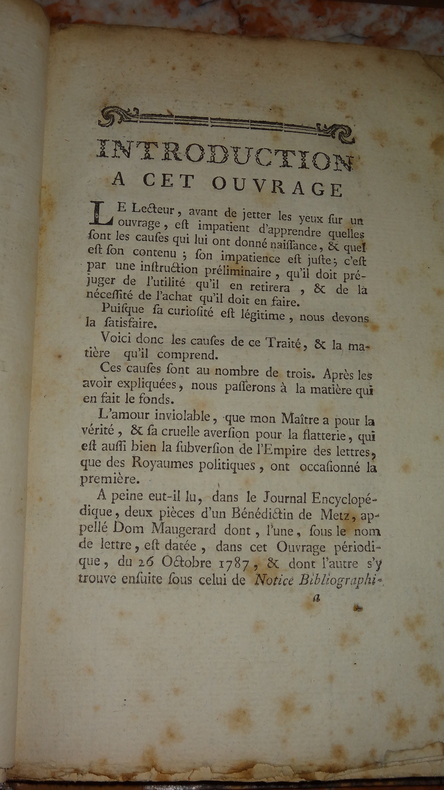 INTRODUCTION
A CET OUVRAGE
LE Lecteur, avant de jetter les yeux ſur un
ouvrage, eſt impatient d'apprendre quelles
ſont les cauſes qui lui ont donné naiſſance, & quel
eſt ſon contenu ; ſon impatience eſt juſte ; c'eſt
par une inſtruction préliminaire, qu'il doit pré-
juger de l'utilité qu'il en retirera, & de la
néceſſité de l'achat qu'il doit en faire.
Puiſque ſa curioſité eſt légitime, nous devons
la ſatisfaire.
Voici donc les cauſes de ce Traité, & la ma-
tière qu'il comprend.
Ces cauſes ſont au nombre de trois. Après les
avoir expliquées, nous paſſerons à la matière qui
en fait le fonds.
L'amour inviolable, que mon Maître a pour la
vérité, & ſa cruelle averſion pour la flatterie, qui
eſt auſſi bien la ſubverſion de l'Empire des lettres,
que des Royaumes politiques, ont occaſionné la
première.
A peine eut-il lu, dans le Journal Encyclopé-
dique, deux pièces d'un Bénédictin de Metz, ap-
pellé Dom Maugerard dont, l'une, ſous le nom
de lettre, eſt datée, dans cet Ouvrage périodi-
que, du 26 Octobre 1787, & dont l'autre s'y
trouve enſuite ſous celui de Notice Bibliographi-
a